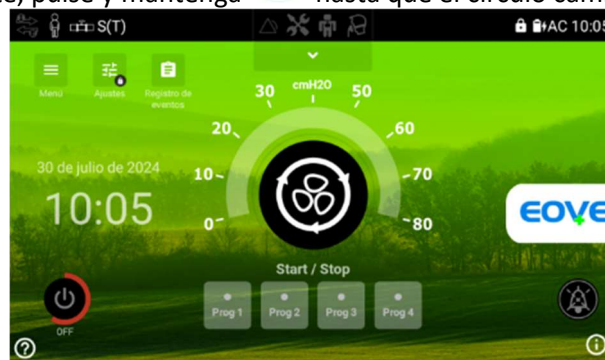 pulse y mantenga hasta que el círculo
S(T) AC 10:05
Menú Ajustes Registro de eventos
cmH2O
30 50
20 60
10 70
0 80
30 de julio de 2024
10:05
EOVE
Start / Stop
OFF
Prog 1 Prog 2 Prog 3 Prog 4